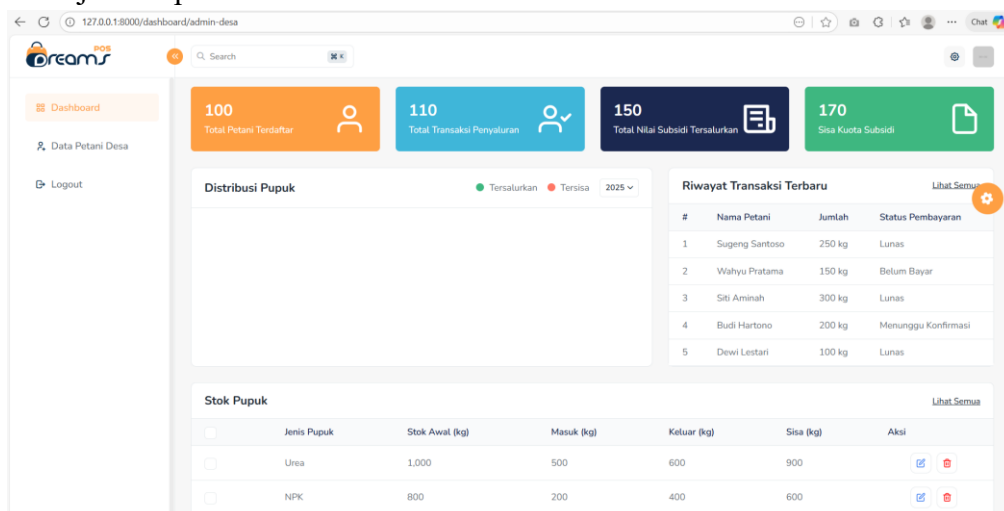 127.0.0.1:8000/dashboard/admin-desa
Chat
DreamsPOS
Search
⌘ K
Dashboard
Data Petani Desa
Logout
100
Total Petani Terdaftar
110
Total Transaksi Penyaluran
150
Total Nilai Subsidi Tersalurkan
170
Sisa Kuota Subsidi
Distribusi Pupuk
Tersalurkan Tersisa 2025
Riwayat Transaksi Terbaru Lihat Semua
# Nama Petani Jumlah Status Pembayaran
1 Sugeng Santoso 250 kg Lunas
2 Wahyu Pratama 150 kg Belum Bayar
3 Siti Aminah 300 kg Lunas
4 Budi Hartono 200 kg Menunggu Konfirmasi
5 Dewi Lestari 100 kg Lunas
Stok Pupuk Lihat Semua
Jenis Pupuk Stok Awal (kg) Masuk (kg) Keluar (kg) Sisa (kg) Aksi
Urea 1,000 500 600 900
NPK 800 200 400 600